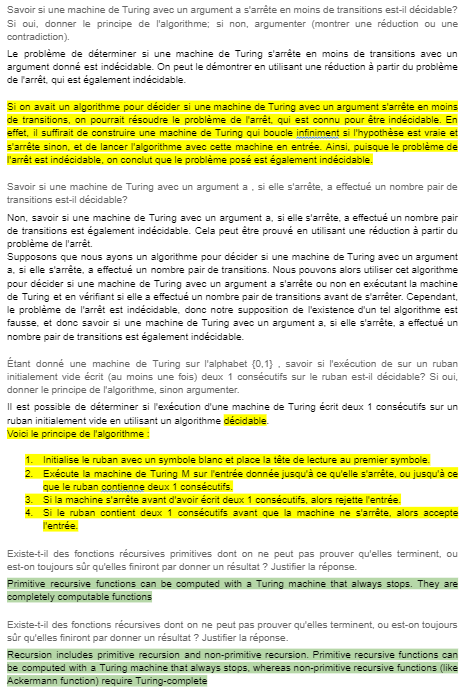 Savoir si une machine de Turing avec un argument a s'arrête en moins de transitions est-il décidable?
Si oui, donner le principe de l'algorithme; si non, argumenter (montrer une réduction ou une
contradiction).
Le problème de déterminer si une machine de Turing s'arrête en moins de transitions avec un
argument donné est indécidable. On peut le démontrer en utilisant une réduction à partir du problème
de l'arrêt, qui est également indécidable.
Si on avait un algorithme pour décider si une machine de Turing avec un argument s'arrête en moins
de transitions, on pourrait résoudre le problème de l'arrêt, qui est connu pour être indécidable. En
effet, il suffirait de construire une machine de Turing qui boucle infiniment si l'hypothèse est vraie et
s'arrête sinon, et de lancer l'algorithme avec cette machine en entrée. Ainsi, puisque le problème de
l'arrêt est indécidable, on conclut que le problème posé est également indécidable.
Savoir si une machine de Turing avec un argument a , si elle s'arrête, a effectué un nombre pair de
transitions est-il décidable?
Non, savoir si une machine de Turing avec un argument a, si elle s'arrête, a effectué un nombre pair
de transitions est également indécidable. Cela peut être prouvé en utilisant une réduction à partir du
problème de l'arrêt.
Supposons que nous ayons un algorithme pour décider si une machine de Turing avec un argument
a, si elle s'arrête, a effectué un nombre pair de transitions. Nous pouvons alors utiliser cet algorithme
pour décider si une machine de Turing avec un argument a s'arrête ou non en exécutant la machine
de Turing et en vérifiant si elle a effectué un nombre pair de transitions avant de s'arrêter. Cependant,
le problème de l'arrêt est indécidable, donc notre supposition de l'existence d'un tel algorithme est
fausse, et donc savoir si une machine de Turing avec un argument a, si elle s'arrête, a effectué un
nombre pair de transitions est également indécidable.
Étant donné une machine de Turing sur l'alphabet {0,1} , savoir si l'exécution de sur un ruban
initialement vide écrit (au moins une fois) deux 1 consécutifs sur le ruban est-il décidable? Si oui,
donner le principe de l'algorithme, sinon argumenter.
Il est possible de déterminer si l'exécution d'une machine de Turing écrit deux 1 consécutifs sur un
ruban initialement vide en utilisant un algorithme décidable.
Voici le principe de l'algorithme :
1. Initialise le ruban avec un symbole blanc et place la tête de lecture au premier symbole.
2. Exécute la machine de Turing M sur l'entrée donnée jusqu'à ce qu'elle s'arrête, ou jusqu'à ce
que le ruban contienne deux 1 consécutifs.
3. Si la machine s'arrête avant d'avoir écrit deux 1 consécutifs, alors rejette l'entrée.
4. Si le ruban contient deux 1 consécutifs avant que la machine ne s'arrête, alors accepte
l'entrée.
Existe-t-il des fonctions récursives primitives dont on ne peut pas prouver qu'elles terminent, ou
est-on toujours sûr qu'elles finiront par donner un résultat ? Justifier la réponse.
Primitive recursive functions can be computed with a Turing machine that always stops. They are
completely computable functions
Existe-t-il des fonctions récursives dont on ne peut pas prouver qu'elles terminent, ou est-on toujours
sûr qu'elles finiront par donner un résultat ? Justifier la réponse.
Recursion includes primitive recursion and non-primitive recursion. Primitive recursive functions can
be computed with a Turing machine that always stops, whereas non-primitive recursive functions (like
Ackermann function) require Turing-complete